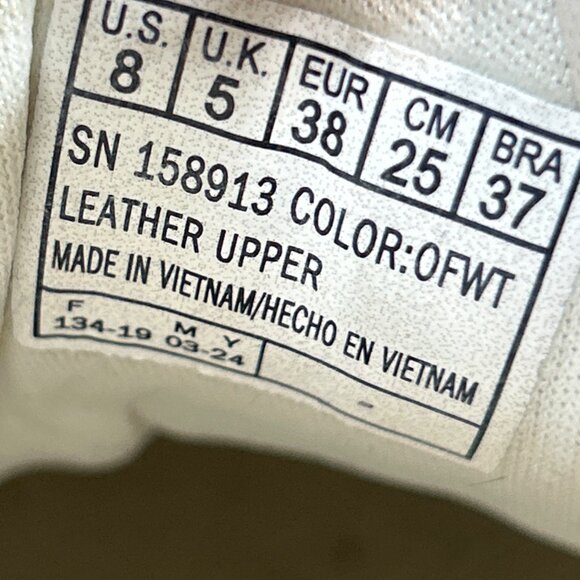 U.S. U.K. EUR CM BRA
8 5 38 25 37
SN 158913 COLOR:OFWT
LEATHER UPPER
MADE IN VIETNAM/HECHO EN VIETNAM
F M Y
134-19 03-24 -